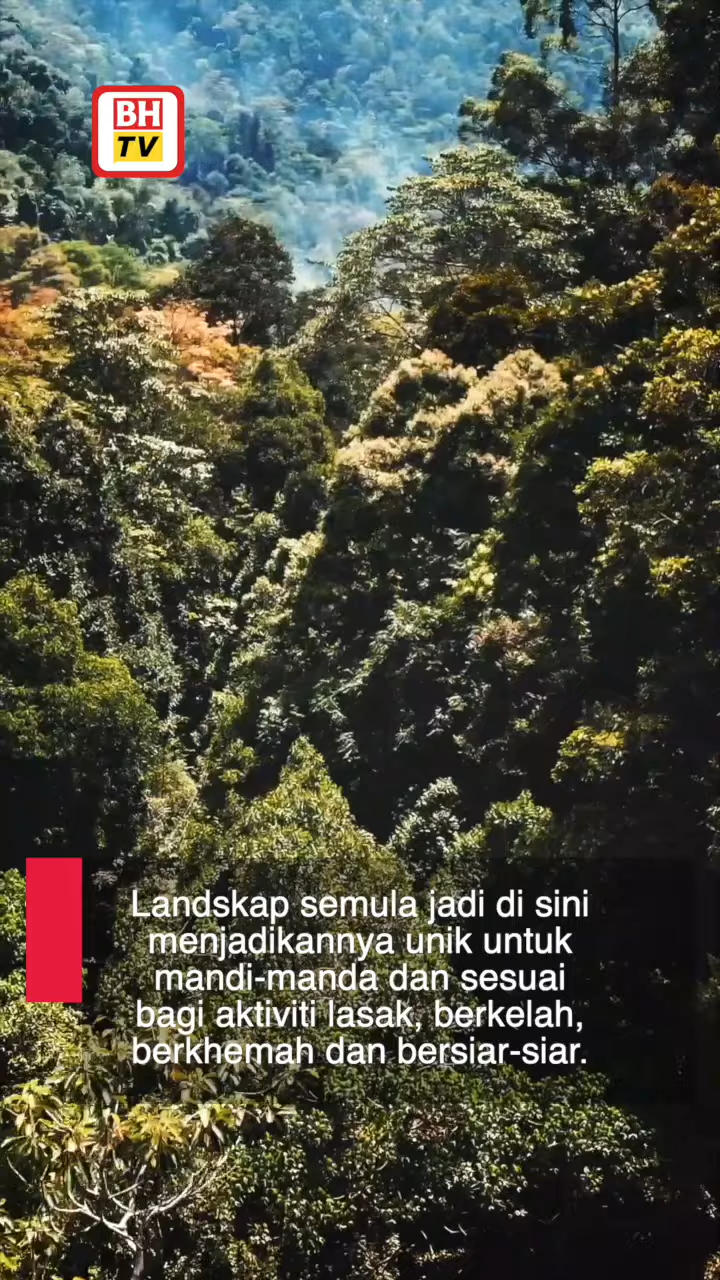 BH
TV
Landskap semula jadi di sini
menjadikannya unik untuk
mandi-manda dan sesuai
bagi aktiviti lasak, berkelah,
berkhemah dan bersiar-siar.